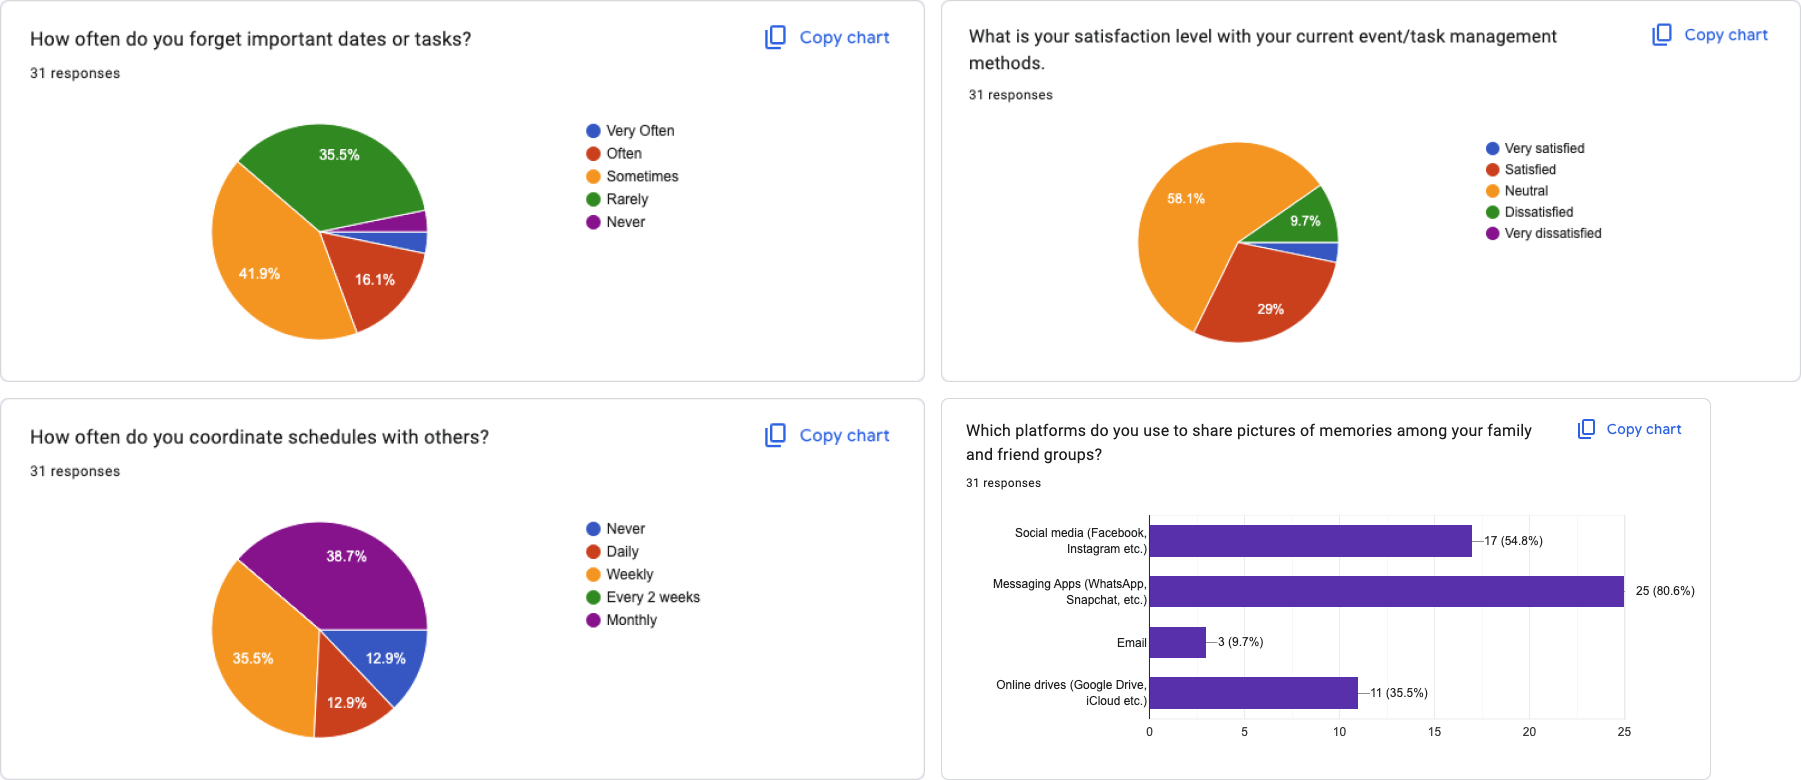 How often do you forget important dates or tasks?
Copy chart
31 responses
35.5%
41.9%
16.1%
Very Often
Often
Sometimes
Rarely
Never
What is your satisfaction level with your current event/task management
methods.
Copy chart
31 responses
58.1%
9.7%
29%
Very satisfied
Satisfied
Neutral
Dissatisfied
Very dissatisfied
How often do you coordinate schedules with others?
Copy chart
31 responses
38.7%
35.5%
12.9%
12.9%
Never
Daily
Weekly
Every 2 weeks
Monthly
Which platforms do you use to share pictures of memories among your family
and friend groups?
Copy chart
31 responses
Social media (Facebook,
Instagram etc.)
17 (54.8%)
Messaging Apps (WhatsApp,
Snapchat, etc.)
25 (80.6%)
Email
3 (9.7%)
Online drives (Google Drive,
iCloud etc.)
11 (35.5%)
0 5 10 15 20 25